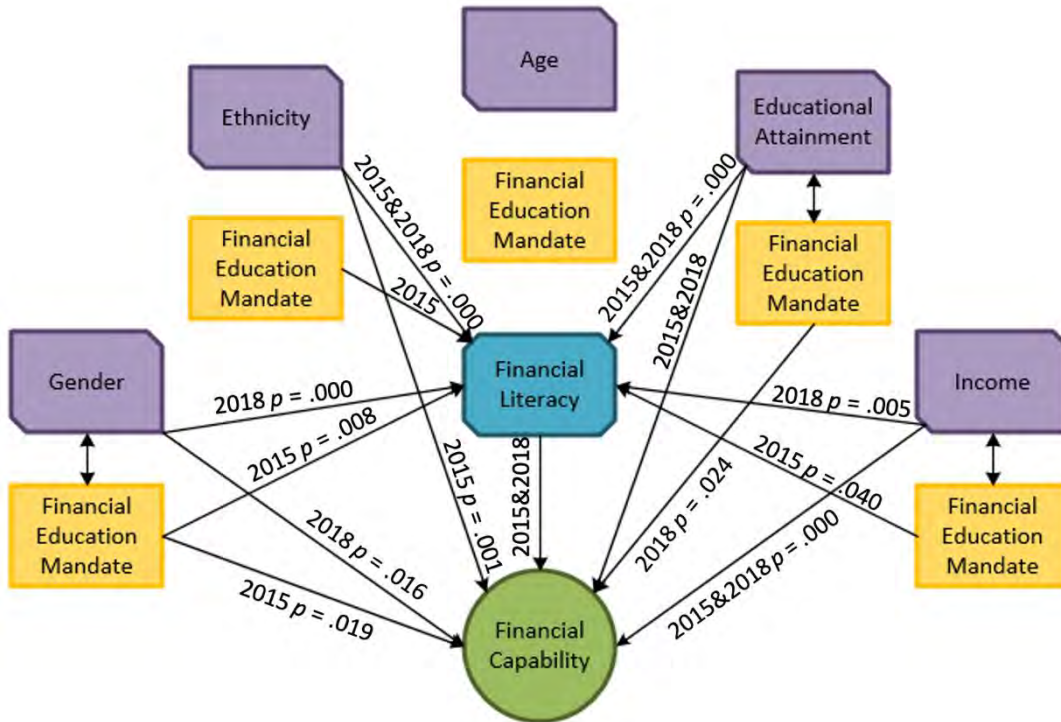 Age
Ethnicity
Educational
Attainment
Financial
Education
Mandate
Financial
Education
Mandate
Financial
Education
Mandate
2015&2018 p = .000
2015
2015&2018 p = .000
2015&2018
Gender
Financial
Literacy
Income
2018 p = .000
2018 p = .005
2015 p = .008
2015 p = .040
Financial
Education
Mandate
Financial
Education
Mandate
2015 p = .001
2015&2018
2018 p = .024
2018 p = .016
2015 p = .019
2015&2018 p = .000
Financial
Capability